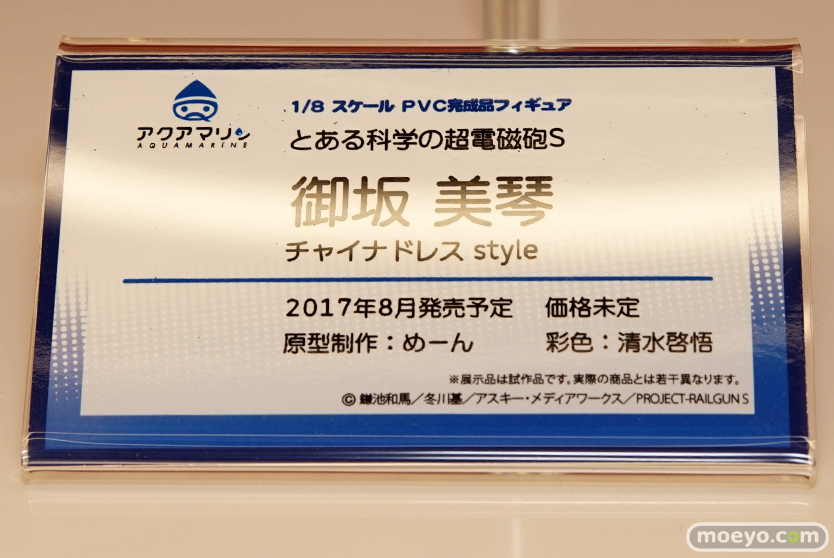 アクアマリン
AQUAMARINE
1/8 スケール PVC完成品フィギュア
とある科学の超電磁砲S
御坂 美琴
チャイナドレス style
2017年8月発売予定 価格未定
原型制作：めーん 彩色：清水啓悟
※展示品は試作品です。実際の商品とは若干異なります。
© 鎌池和馬／冬川基／アスキー・メディアワークス／PROJECT-RAILGUN S
moeyo.com